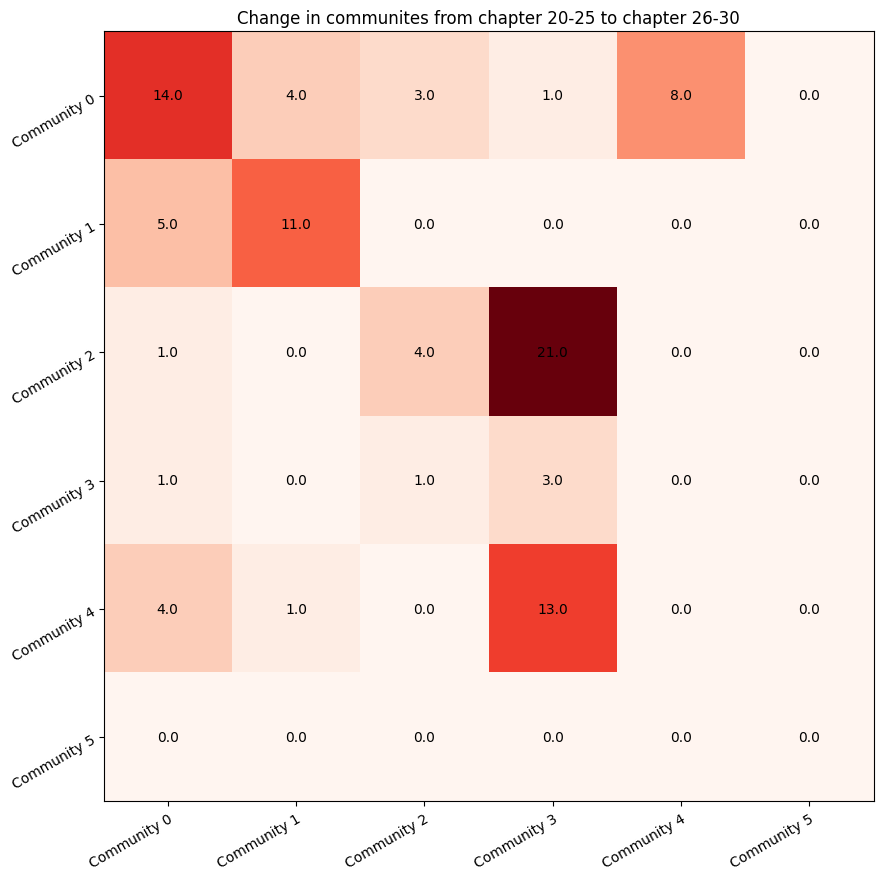 Change in communites from chapter 20-25 to chapter 26-30
Community 0
14.0 4.0 3.0 1.0 8.0 0.0
Community 1
5.0 11.0 0.0 0.0 0.0 0.0
Community 2
1.0 0.0 4.0 21.0 0.0 0.0
Community 3
1.0 0.0 1.0 3.0 0.0 0.0
Community 4
4.0 1.0 0.0 13.0 0.0 0.0
Community 5
0.0 0.0 0.0 0.0 0.0 0.0
Community 0
Community 1
Community 2
Community 3
Community 4
Community 5